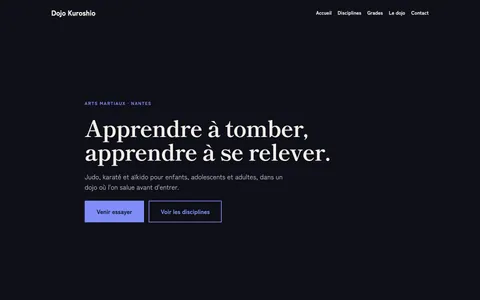 Dojo Kuroshio
Accueil Disciplines Grades La dojo Contact
ARTS MARTIAUX · NANTES
Apprendre à tomber,
apprendre à se relever.
Judo, karaté et aïkido pour enfants, adolescents et adultes, dans un
dojo où l'on salue avant d'entrer.
Venir essayer Voir les disciplines